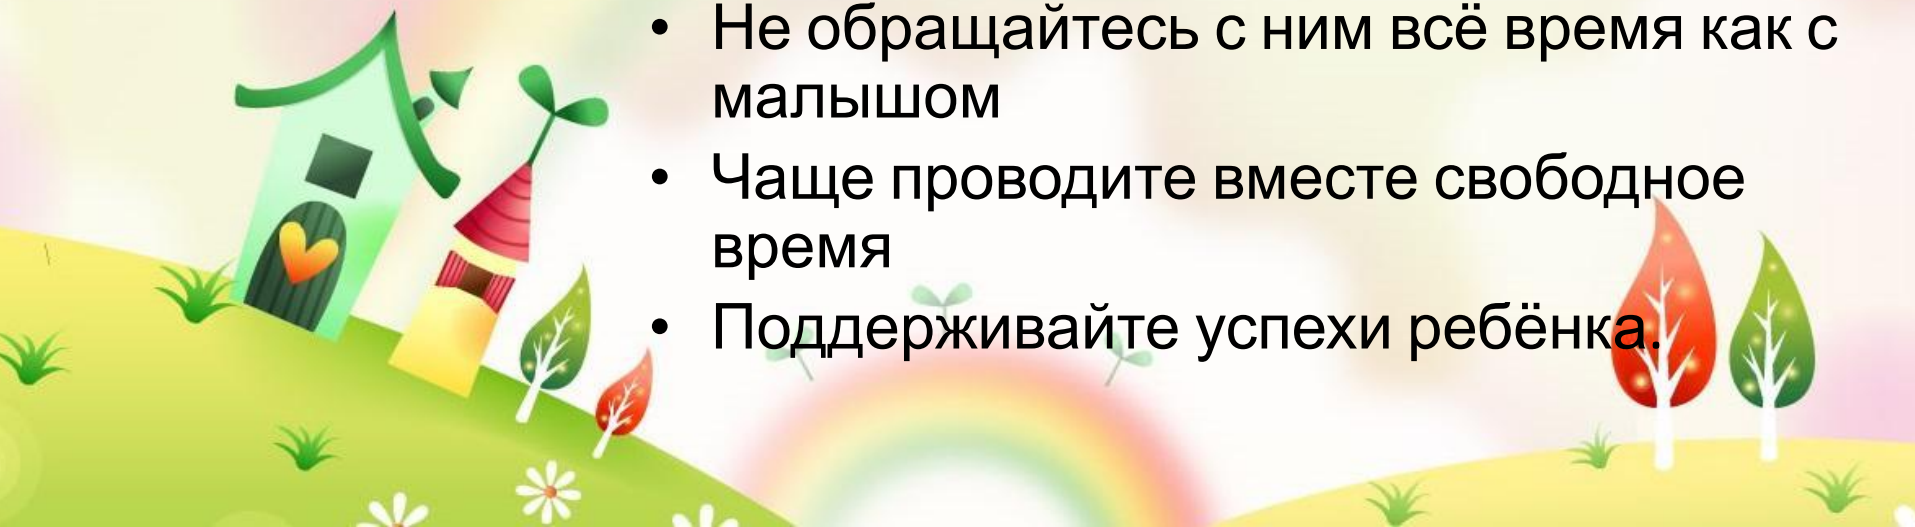 • Не обращайтесь с ним всё время как с
малышом
• Чаще проводите вместе свободное
время
• Поддерживайте успехи ребёнка.